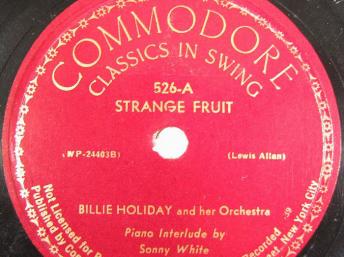 COMMODORE
CLASSICS IN SWING
526-A
STRANGE FRUIT
(WP-24403B)
(Lewis Allan)
BILLIE HOLIDAY and her Orchestra
Piano Interlude by
Sonny White
Not Licensed for
Published by
Recorded
New York City